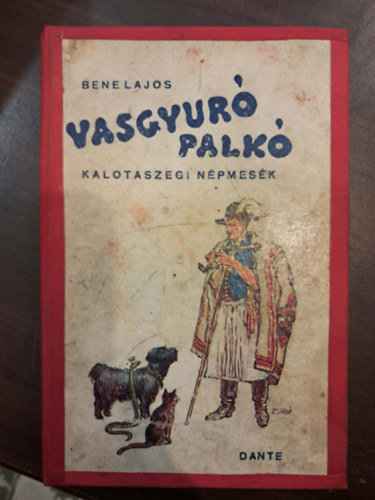 BENE LAJOS
VASGYURÓ
PALKÓ
KALOTASZEGI NÉPMESÉK
DANTE